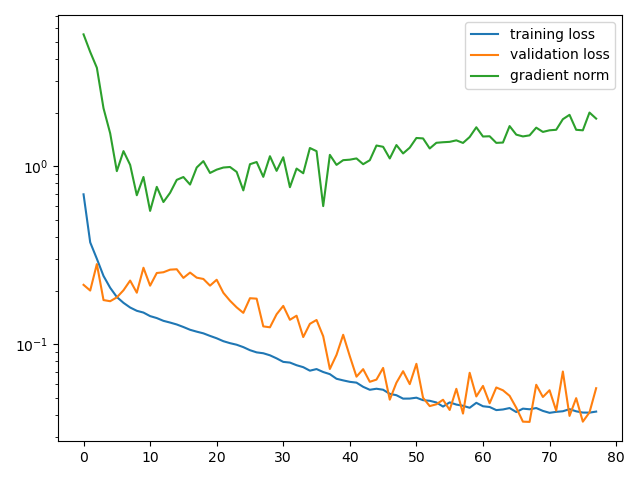 training loss
validation loss
gradient norm
10⁰
10⁻¹
0 10 20 30 40 50 60 70 80